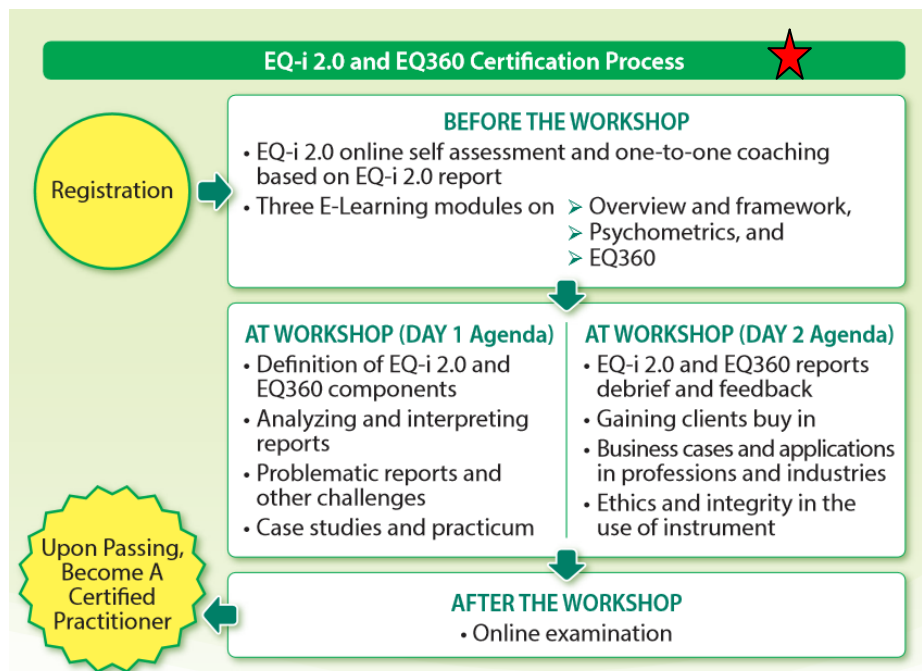 EQ-i 2.0 and EQ360 Certification Process
Registration
BEFORE THE WORKSHOP
• EQ-i 2.0 online self assessment and one-to-one coaching
based on EQ-i 2.0 report
• Three E-Learning modules on ➢ Overview and framework,
➢ Psychometrics, and
➢ EQ360
AT WORKSHOP (DAY 1 Agenda)
• Definition of EQ-i 2.0 and
EQ360 components
• Analyzing and interpreting
reports
• Problematic reports and
other challenges
• Case studies and practicum
AT WORKSHOP (DAY 2 Agenda)
• EQ-i 2.0 and EQ360 reports
debrief and feedback
• Gaining clients buy in
• Business cases and applications
in professions and industries
• Ethics and integrity in the
use of instrument
AFTER THE WORKSHOP
• Online examination
Upon Passing,
Become A
Certified
Practitioner